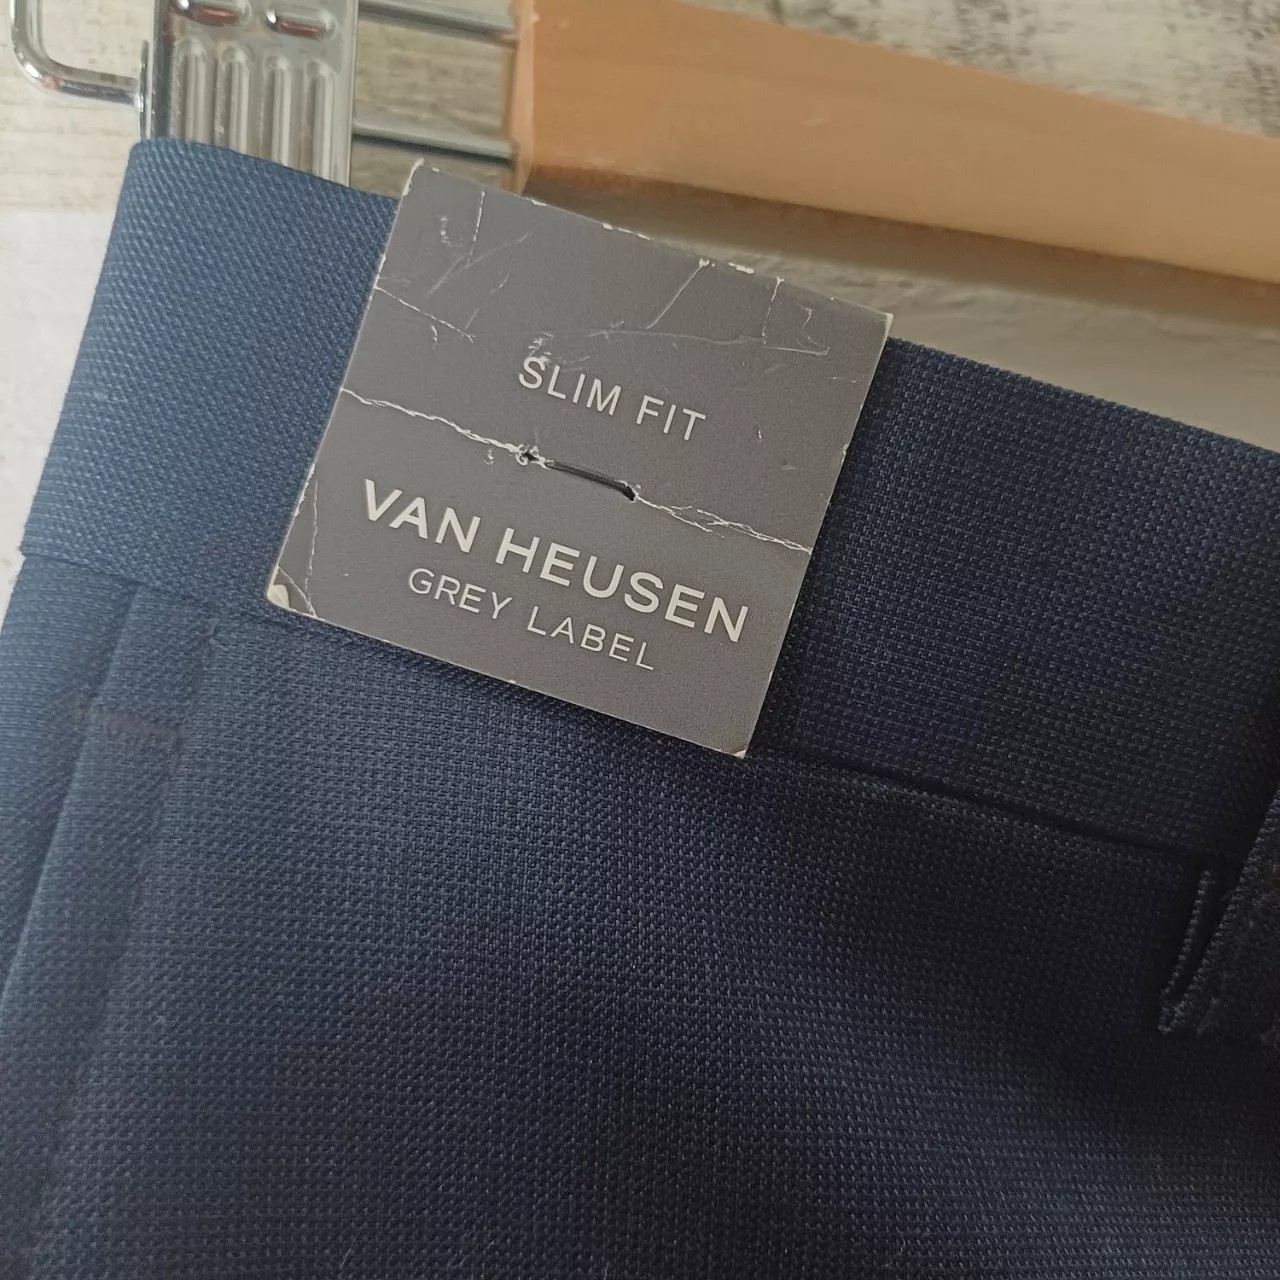 SLIM FIT
VAN HEUSEN
GREY LABEL